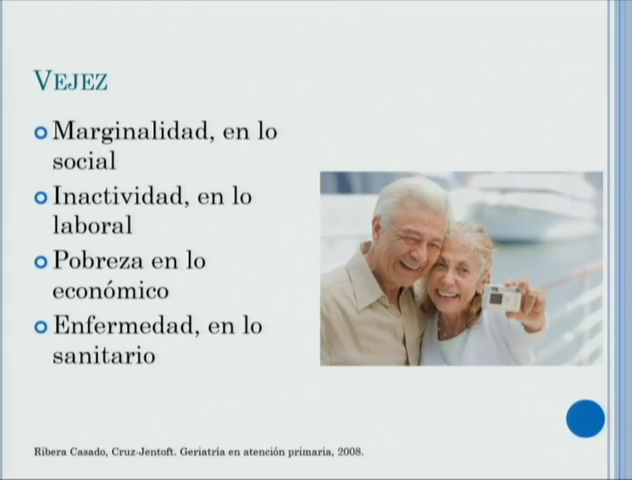 VEJEZ
Marginalidad, en lo
social
Inactividad, en lo
laboral
Pobreza en lo
económico
Enfermedad, en lo
sanitario
Ribera Casado, Cruz-Jentoft. Geriatría en atención primaria, 2008.